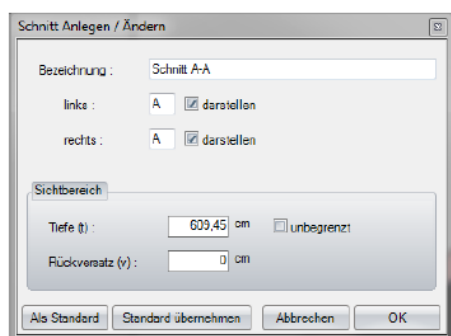 Schnitt Anlegen / Ändern
Bezeichnung : Schnitt A-A
links : A darstellen
rechts : A darstellen
Sichtbereich
Tiefe (t) : 609,45 cm unbegrenzt
Rückversatz (v) : 0 cm
Als Standard Standard übernehmen Abbrechen OK